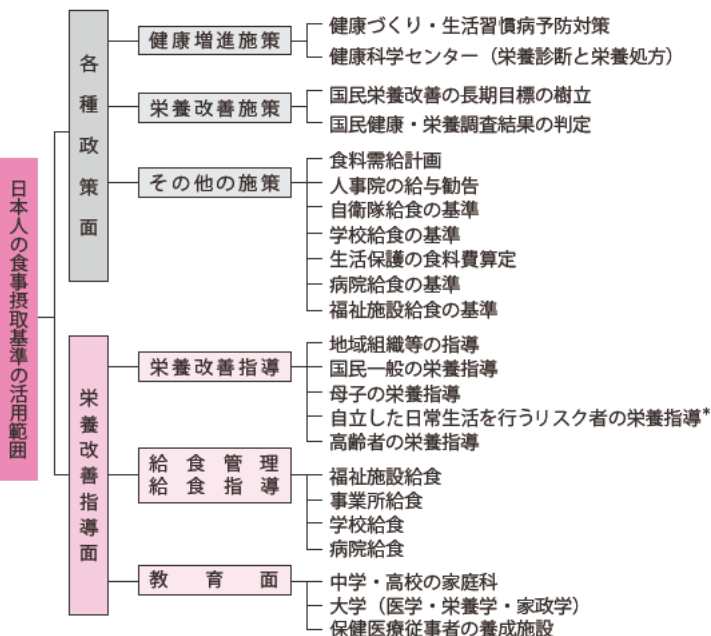 日本人の食事摂取基準の活用範囲
各種政策面
健康増進施策
健康づくり・生活習慣病予防対策
健康科学センター（栄養診断と栄養処方）
栄養改善施策
国民栄養改善の長期目標の樹立
国民健康・栄養調査結果の判定
その他の施策
食料需給計画
人事院の給与勧告
自衛隊給食の基準
学校給食の基準
生活保護の食料費算定
病院給食の基準
福祉施設給食の基準
栄養改善指導面
栄養改善指導
地域組織等の指導
国民一般の栄養指導
母子の栄養指導
自立した日常生活を行うリスク者の栄養指導*
高齢者の栄養指導
給食管理
給食指導
福祉施設給食
事業所給食
学校給食
病院給食
教育面
中学・高校の家庭科
大学（医学・栄養学・家政学）
保健医療従事者の養成施設